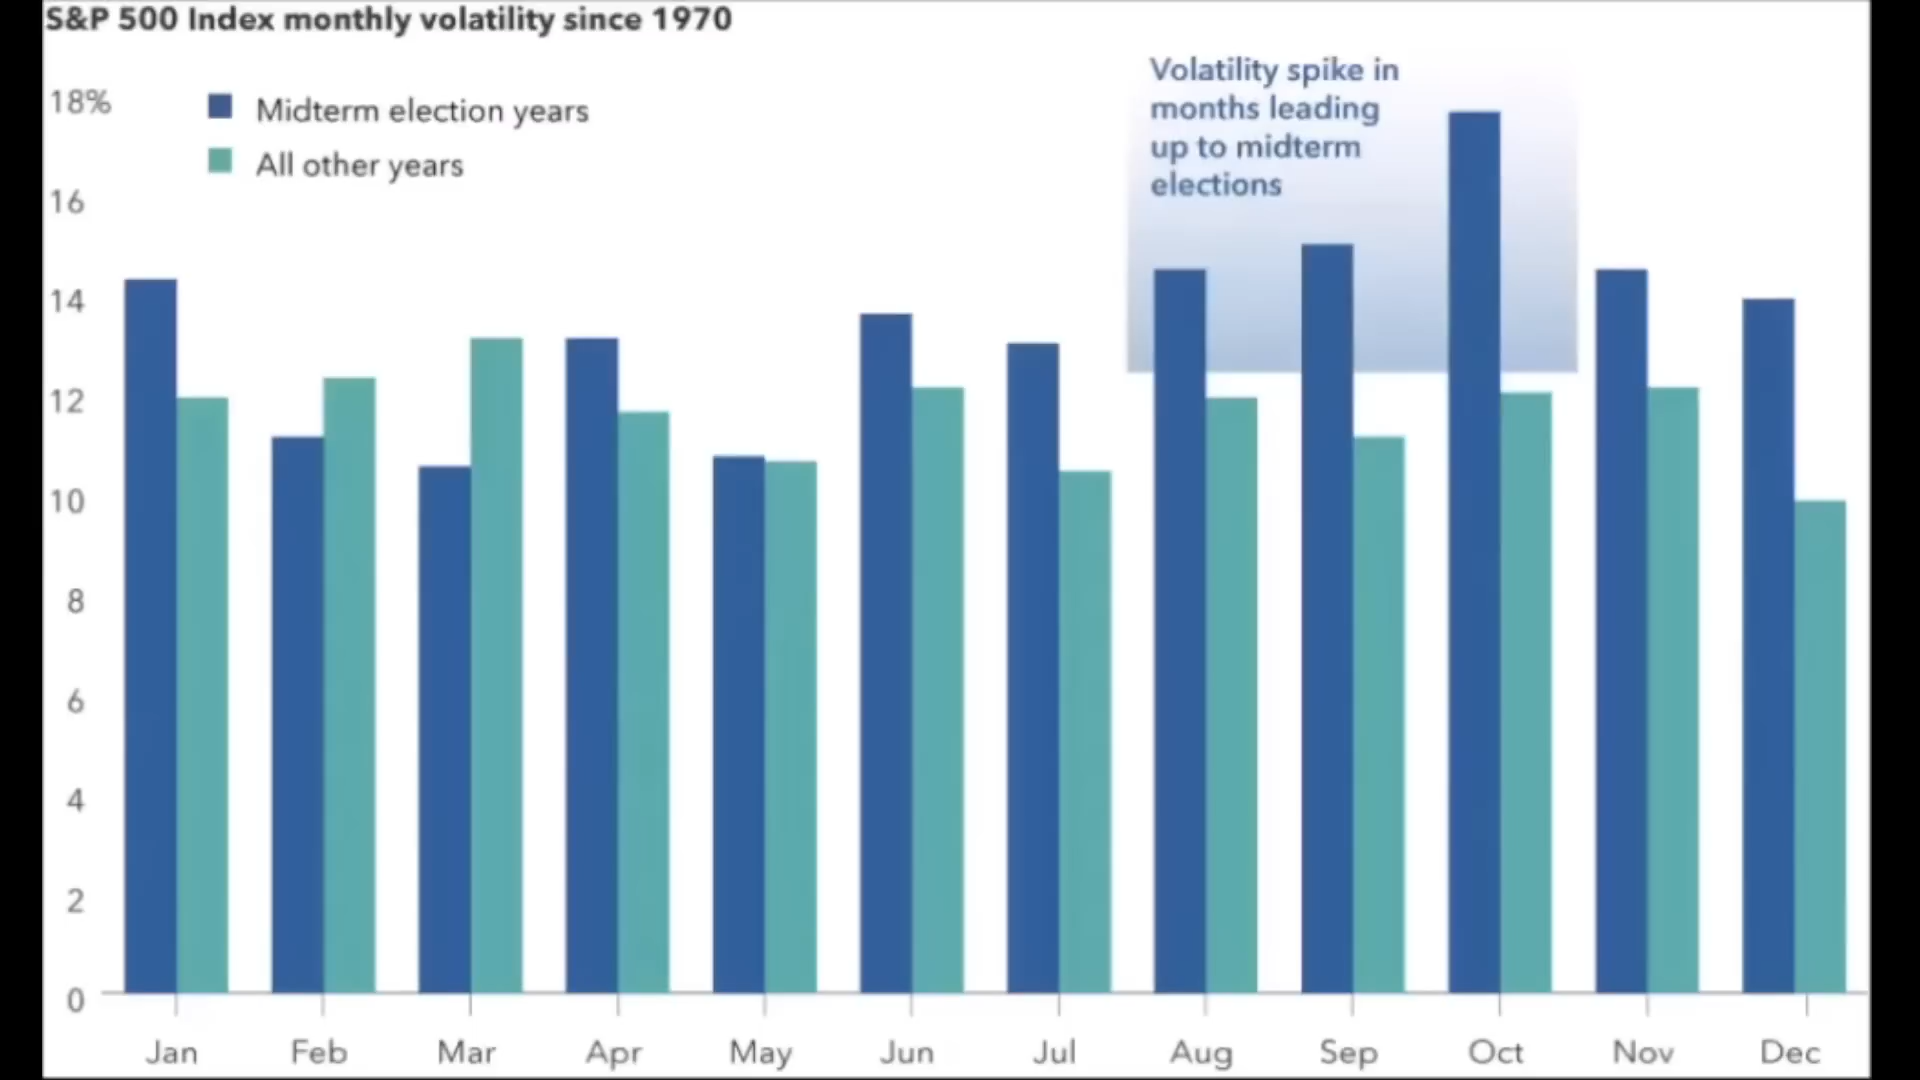 S&P 500 Index monthly volatility since 1970
Volatility spike in
months leading
up to midterm
elections
Midterm election years
All other years
18%
16
14
12
10
8
6
4
2
0
Jan Feb Mar Apr May Jun Jul Aug Sep Oct Nov Dec